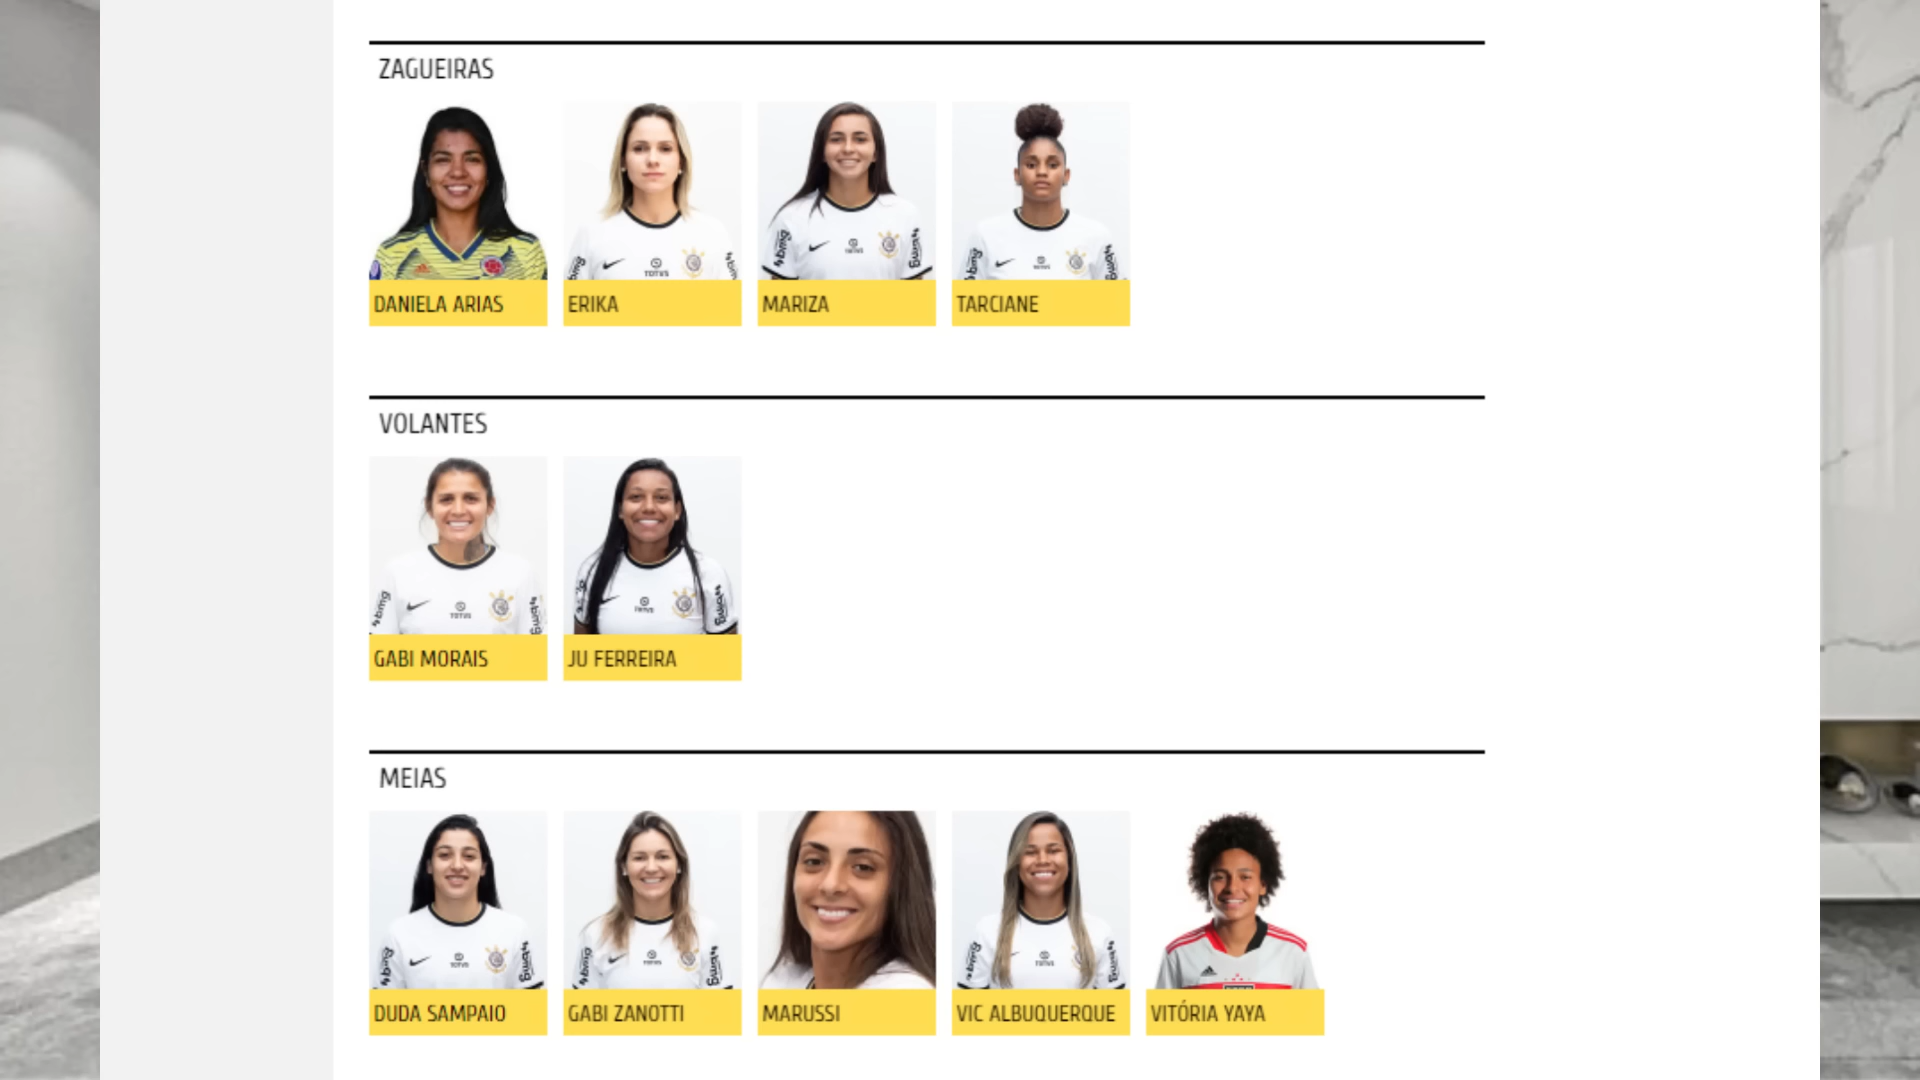 ZAGUEIRAS
DANIELA ARIAS
ERIKA
MARIZA
TARCIANE
VOLANTES
GABI MORAIS
JU FERREIRA
MEIAS
DUDA SAMPAIO
GABI ZANOTTI
MARUSSI
VIC ALBUQUERQUE
VITÓRIA YAYA